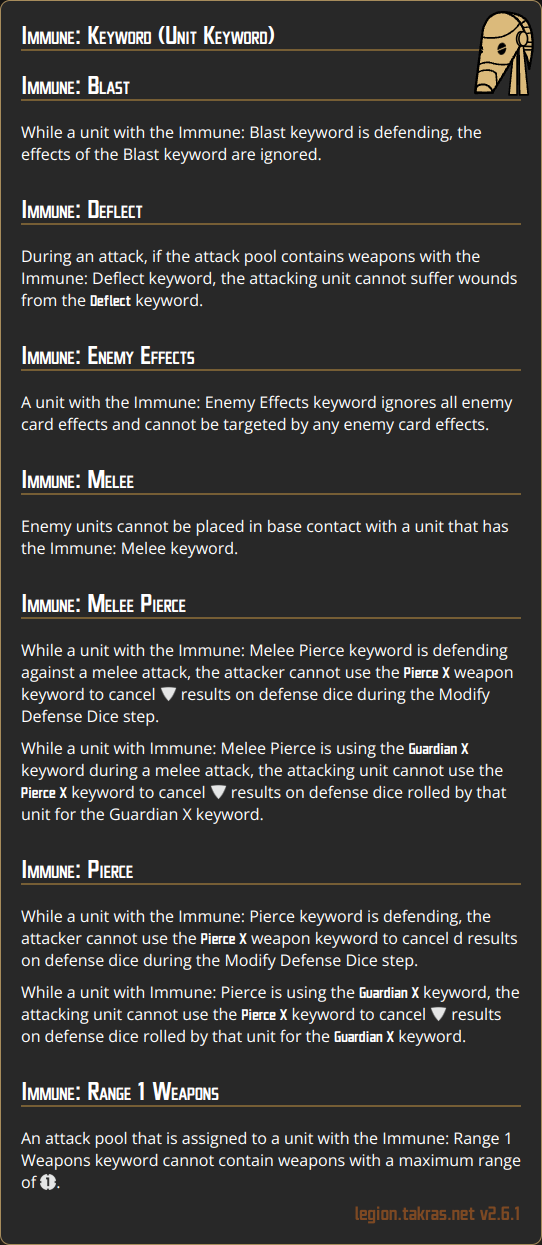 Immune: Keyword (Unit Keyword)
Immune: Blast
While a unit with the Immune: Blast keyword is defending, the
effects of the Blast keyword are ignored.
Immune: Deflect
During an attack, if the attack pool contains weapons with the
Immune: Deflect keyword, the attacking unit cannot suffer wounds
from the Deflect keyword.
Immune: Enemy Effects
A unit with the Immune: Enemy Effects keyword ignores all enemy
card effects and cannot be targeted by any enemy card effects.
Immune: Melee
Enemy units cannot be placed in base contact with a unit that has
the Immune: Melee keyword.
Immune: Melee Pierce
While a unit with the Immune: Melee Pierce keyword is defending
against a melee attack, the attacker cannot use the Pierce X weapon
keyword to cancel results on defense dice during the Modify
Defense Dice step.
While a unit with Immune: Melee Pierce is using the Guardian X
keyword during a melee attack, the attacking unit cannot use the
Pierce X keyword to cancel results on defense dice rolled by that
unit for the Guardian X keyword.
Immune: Pierce
While a unit with the Immune: Pierce keyword is defending, the
attacker cannot use the Pierce X weapon keyword to cancel d results
on defense dice during the Modify Defense Dice step.
While a unit with Immune: Pierce is using the Guardian X keyword, the
attacking unit cannot use the Pierce X keyword to cancel results
on defense dice rolled by that unit for the Guardian X keyword.
Immune: Range 1 Weapons
An attack pool that is assigned to a unit with the Immune: Range 1
Weapons keyword cannot contain weapons with a maximum range
of 1.
legion.takras.net v2.6.1